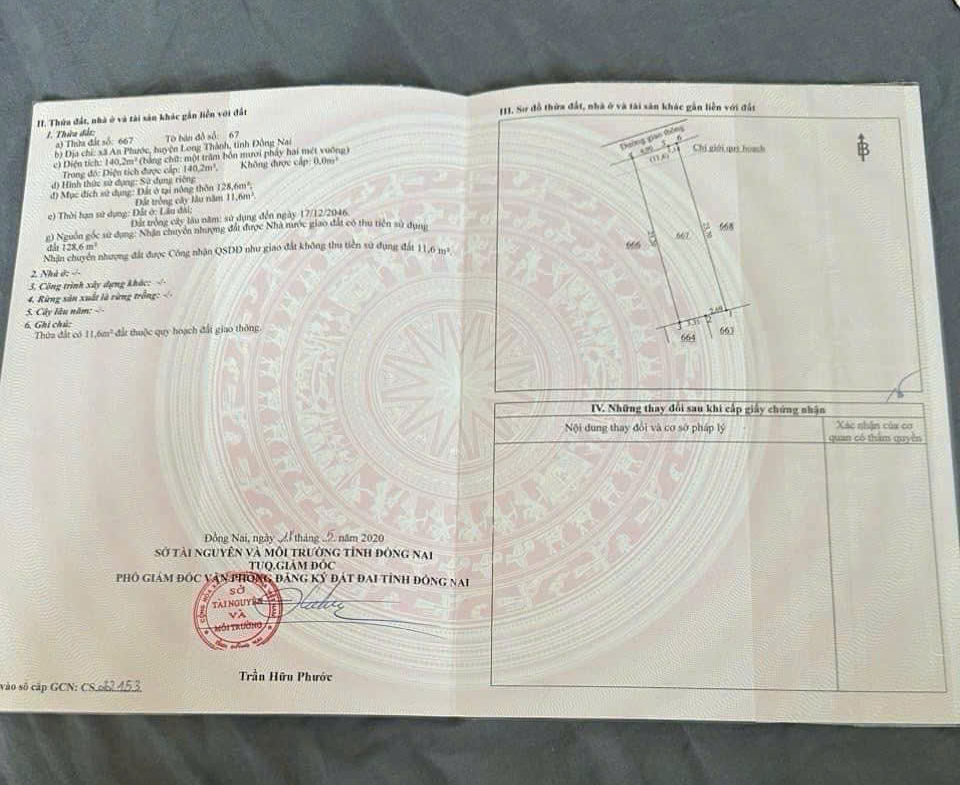 II. Thửa đất, nhà ở và tài sản khác gắn liền với đất
1. Thửa đất:
a) Thửa đất số: 667 Tờ bản đồ số: 67
b) Địa chỉ: xã An Phước, huyện Long Thành, tỉnh Đồng Nai
c) Diện tích: 140,2m² (bằng chữ: một trăm bốn mươi phẩy hai mét vuông)
Trong đó: Diện tích được cấp: 140,2m², Không được cấp: 0,0m²
d) Hình thức sử dụng: Sử dụng riêng
đ) Mục đích sử dụng: Đất ở tại nông thôn 128,6m²,
Đất trồng cây lâu năm 11,6m².
e) Thời hạn sử dụng: Đất ở: Lâu dài;
Đất trồng cây lâu năm: sử dụng đến ngày 17/12/2046.
g) Nguồn gốc sử dụng: Nhận chuyển nhượng đất được Nhà nước giao đất có thu tiền sử dụng
đất 128,6 m²
Nhận chuyển nhượng đất được Công nhận QSDĐ như giao đất không thu tiền sử dụng đất 11,6 m².
2. Nhà ở: -/-
3. Công trình xây dựng khác: -/-
4. Rừng sản xuất là rừng trồng: -/-
5. Cây lâu năm: -/-
6. Ghi chú:
Thửa đất có 11,6m² đất thuộc quy hoạch đất giao thông.
Đồng Nai, ngày tháng 5 năm 2020
SỞ TÀI NGUYÊN VÀ MÔI TRƯỜNG TỈNH ĐỒNG NAI
TUQ.GIÁM ĐỐC
PHÓ GIÁM ĐỐC VĂN PHÒNG ĐĂNG KÝ ĐẤT ĐAI TỈNH ĐỒNG NAI
SỞ
TÀI NGUYÊN
VÀ
MÔI TRƯỜNG
Trần Hữu Phước
vào sổ cấp GCN: CS 
III. Sơ đồ thửa đất, nhà ở và tài sản khác gắn liền với đất
Đường giao thông
Chỉ giới quy hoạch
(11,6)
B
666
667
668
664
663
IV. Những thay đổi sau khi cấp giấy chứng nhận
Nội dung thay đổi và cơ sở pháp lý
Xác nhận của cơ
quan có thẩm quyền